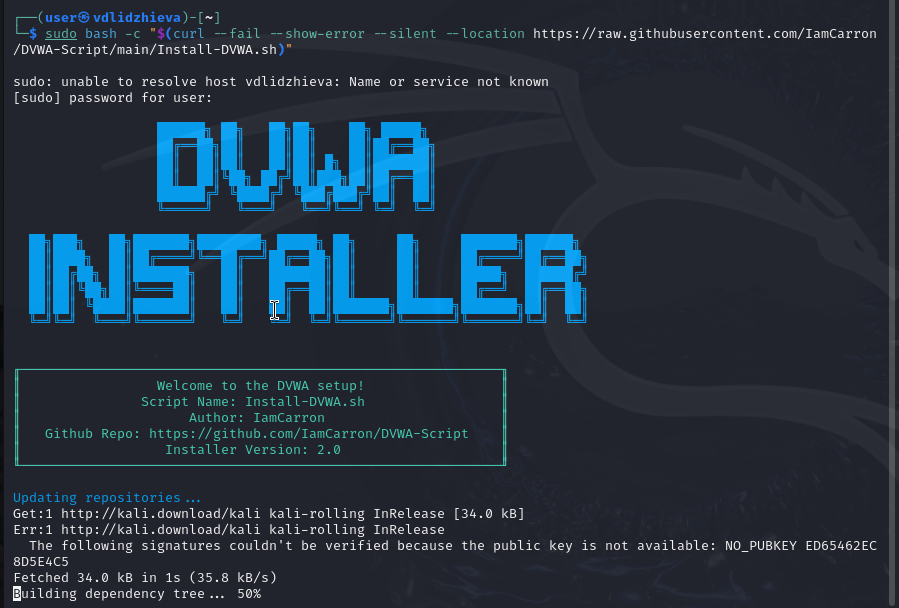 ┌──(user㉿vdlidzhieva)-[~]
└─$ sudo bash -c "$(curl --fail --show-error --silent --location https://raw.githubusercontent.com/IamCarron
/DVWA-Script/main/Install-DVWA.sh)"
sudo: unable to resolve host vdlidzhieva: Name or service not known
[sudo] password for user:
DVWA
INSTALLER
Welcome to the DVWA setup!
Script Name: Install-DVWA.sh
Author: IamCarron
Github Repo: https://github.com/IamCarron/DVWA-Script
Installer Version: 2.0
Updating repositories...
Get:1 http://kali.download/kali kali-rolling InRelease [34.0 kB]
Err:1 http://kali.download/kali kali-rolling InRelease
The following signatures couldn't be verified because the public key is not available: NO_PUBKEY ED65462EC
8D5E4C5
Fetched 34.0 kB in 1s (35.8 kB/s)
Building dependency tree... 50%